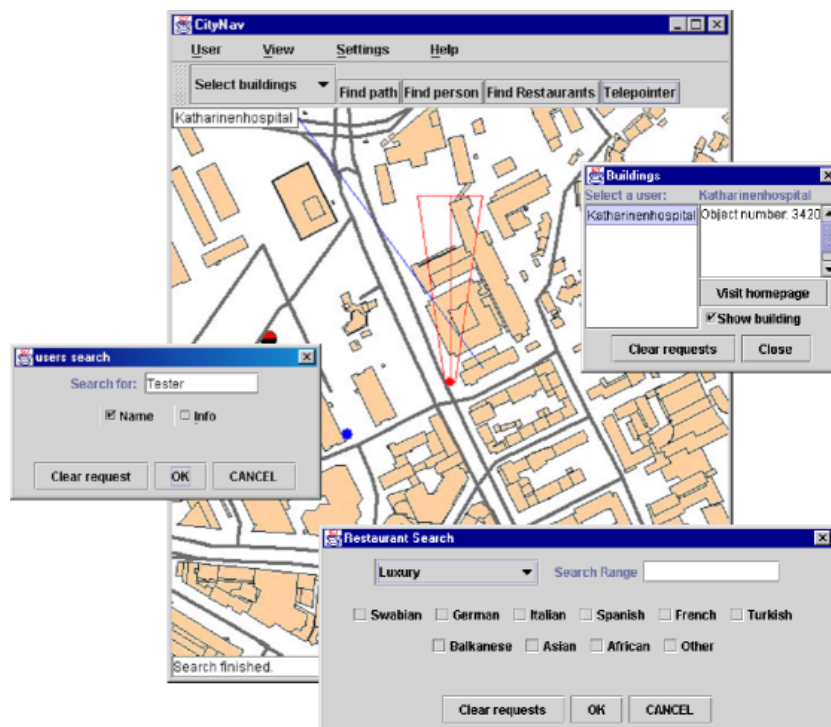 CityNav
User View Settings Help
Select buildings Find path Find person Find Restaurants Telepointer
Katharinenhospital
Buildings
Select a user: Katharinenhospital
Katharinenhospital Object number: 3420
Visit homepage
Show building
Clear requests Close
users search
Search for: Tester
Name Info
Clear request OK CANCEL
Restaurant Search
Luxury Search Range
Swabian German Italian Spanish French Turkish
Balkanese Asian African Other
Clear requests OK CANCEL
Search finished.